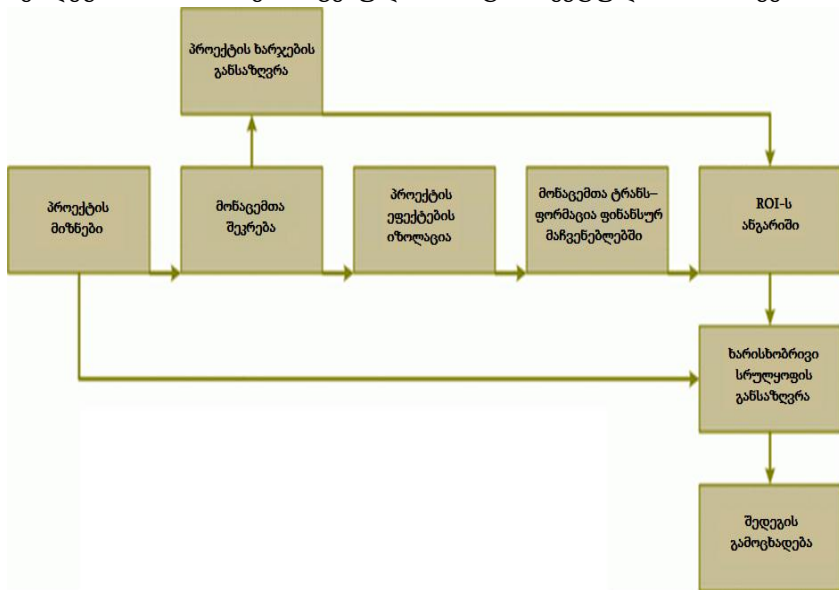 პროექტის ხარჯების
განსაზღვრა
პროექტის
მიზნები
მონაცემთა
შეკრება
პროექტის
ეფექტების
იზოლაცია
მონაცემთა ტრანს-
ფორმაცია ფინანსურ
მაჩვენებლებში
ROI-ს
ანგარიში
ხარისხობრივი
სრულყოფის
განსაზღვრა
შედეგის
გამოცხადება